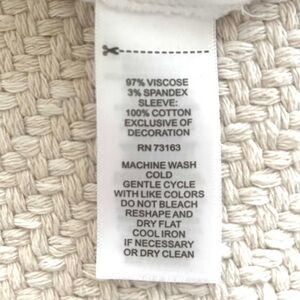 97% VISCOSE
3% SPANDEX
SLEEVE:
100% COTTON
EXCLUSIVE OF
DECORATION
RN 73163
MACHINE WASH
COLD
GENTLE CYCLE
WITH LIKE COLORS
DO NOT BLEACH
RESHAPE AND
DRY FLAT
COOL IRON
IF NECESSARY
OR DRY CLEAN